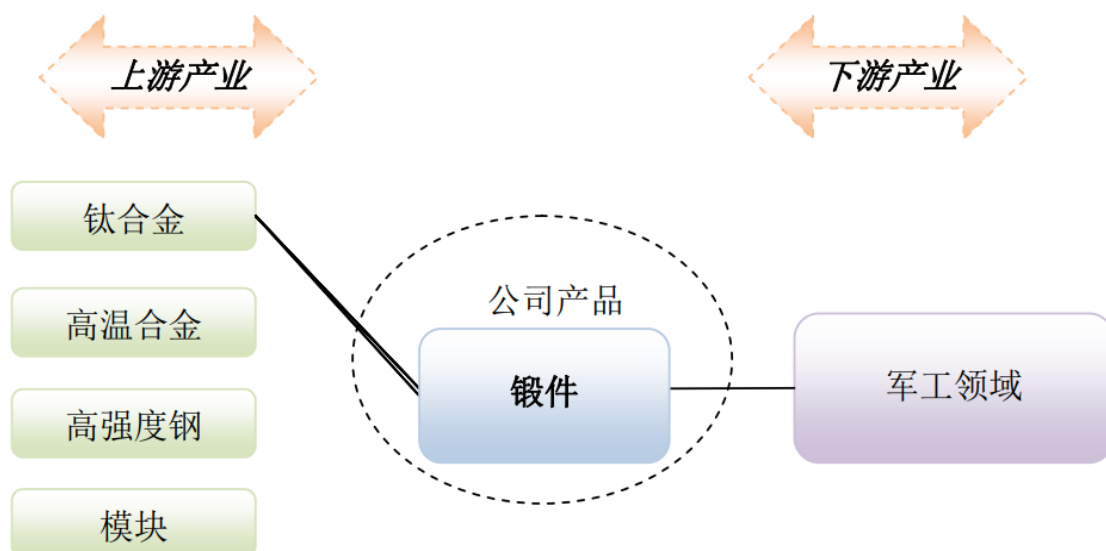 上游产业
下游产业
钛合金
高温合金
高强度钢
模块
公司产品
锻件
军工领域